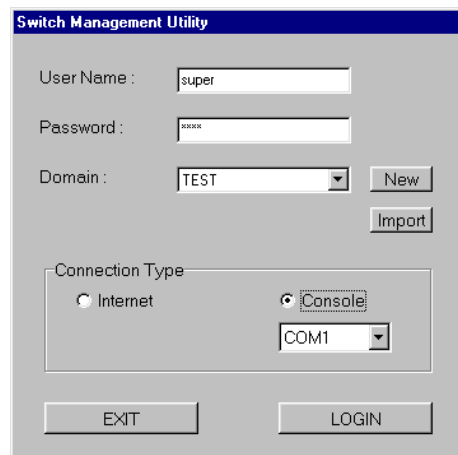 Switch Management Utility
User Name : super
Password : ****
Domain : TEST New
Import
Connection Type
Internet Console
COM1
EXIT LOGIN